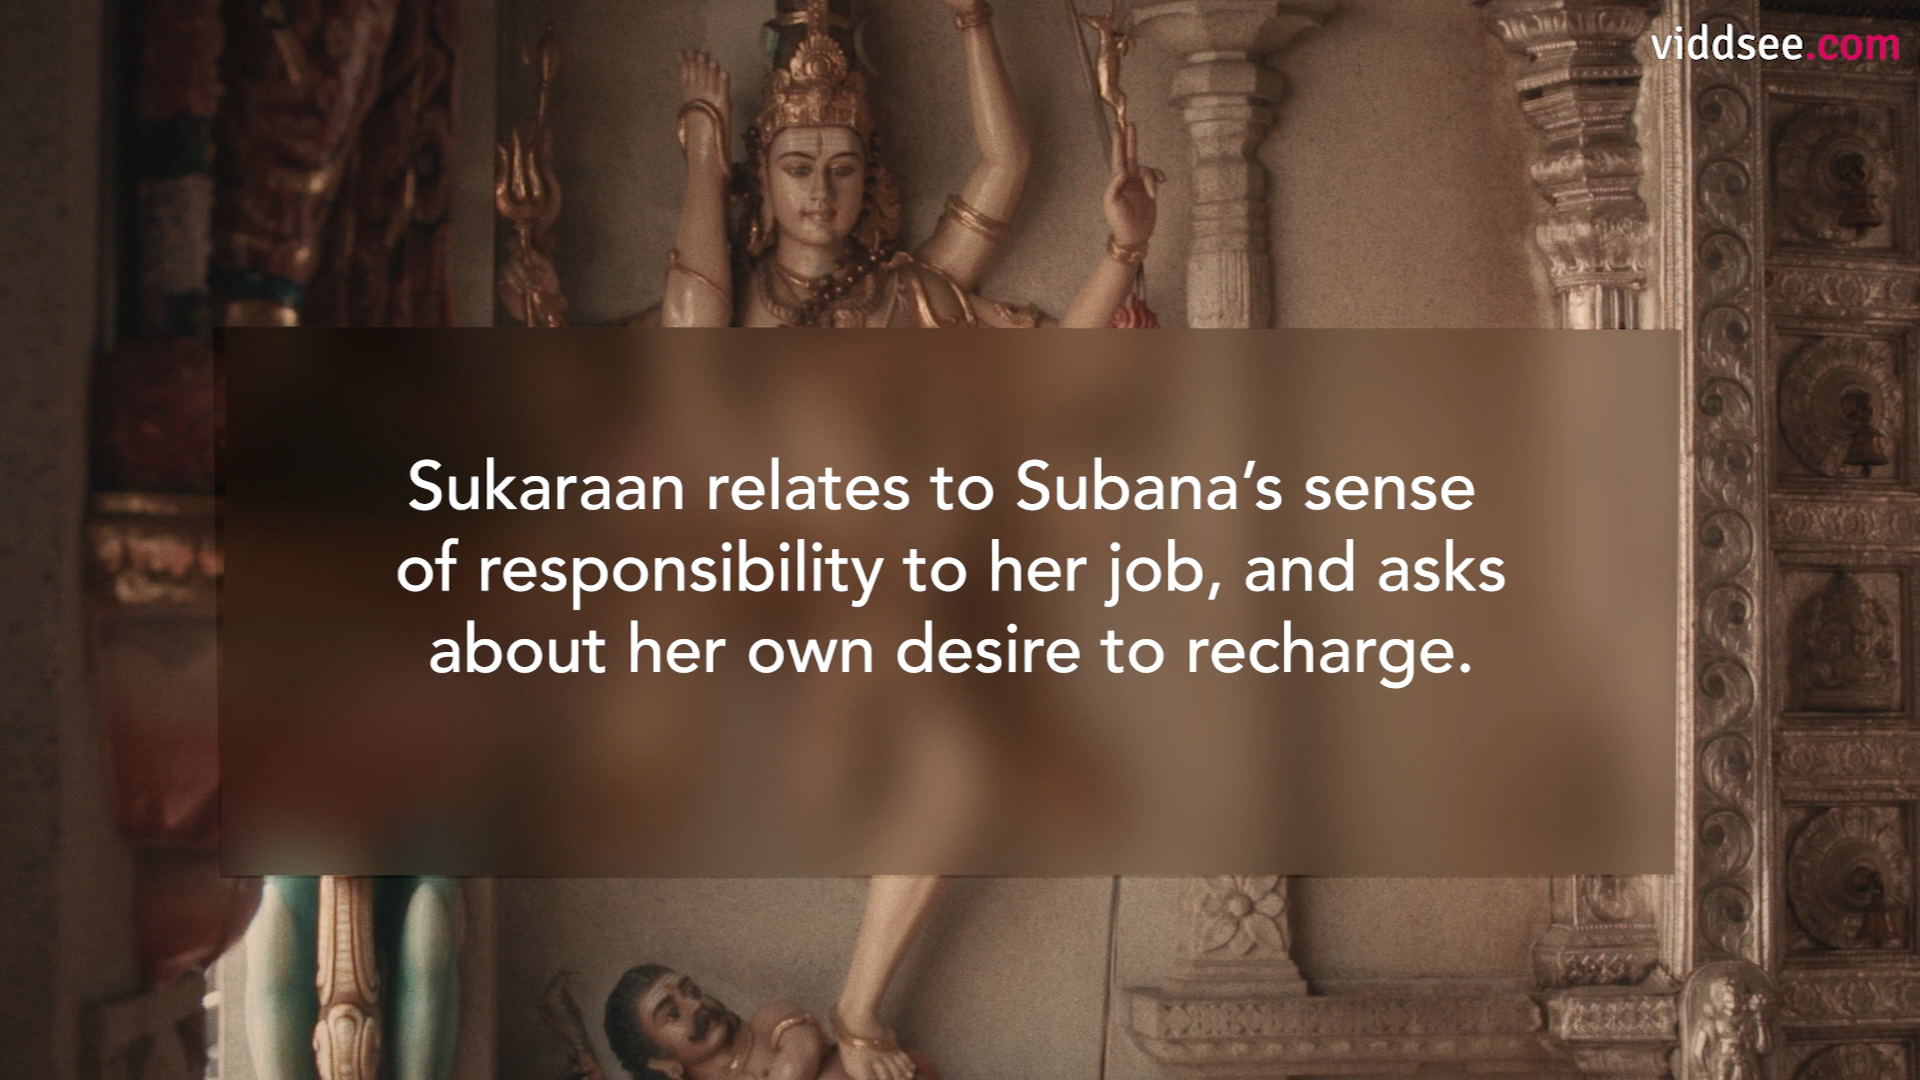 viddsee.com
Sukaraan relates to Subana’s sense
of responsibility to her job, and asks
about her own desire to recharge.